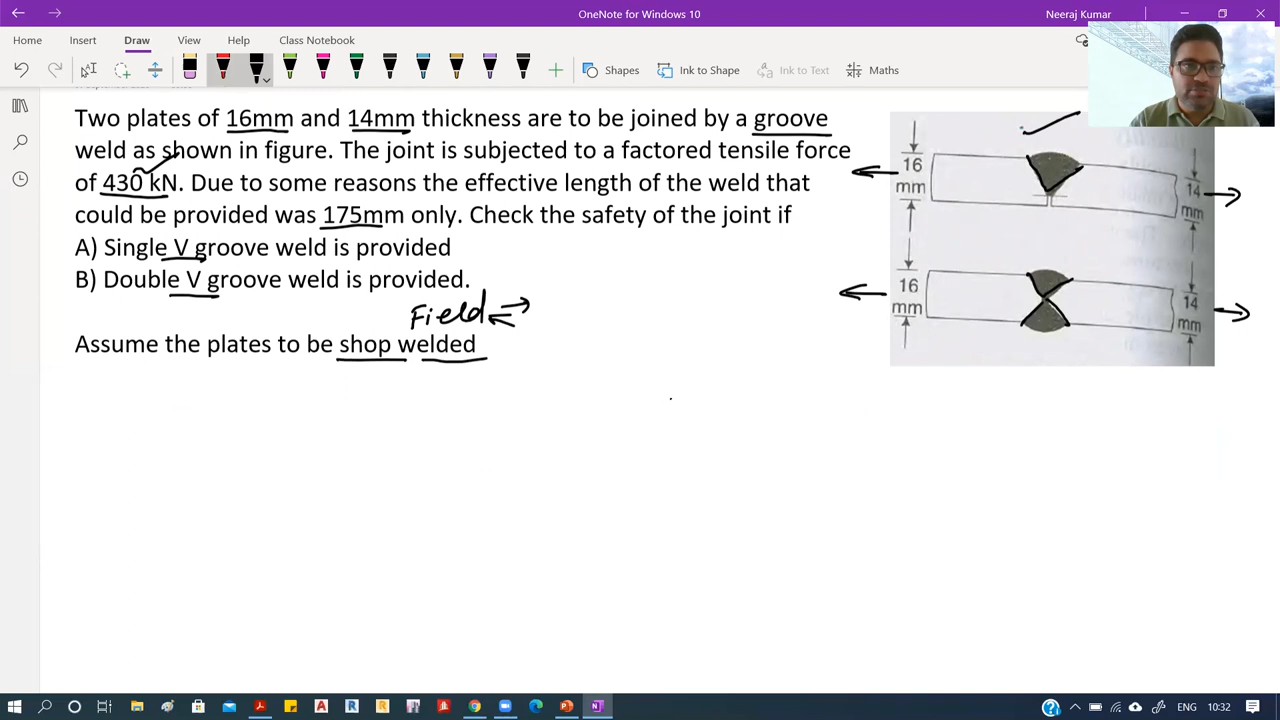 OneNote for Windows 10
Neeraj Kumar
Home Insert Draw View Help Class Notebook
Shapes Ink to Shape Ink to Text Maths
Two plates of 16mm and 14mm thickness are to be joined by a groove
weld as shown in figure. The joint is subjected to a factored tensile force
of 430 kN. Due to some reasons the effective length of the weld that
could be provided was 175mm only. Check the safety of the joint if
A) Single V groove weld is provided
B) Double V groove weld is provided.
Field
Assume the plates to be shop welded
16
mm
14
mm
16
mm
14
mm
ENG 10:32